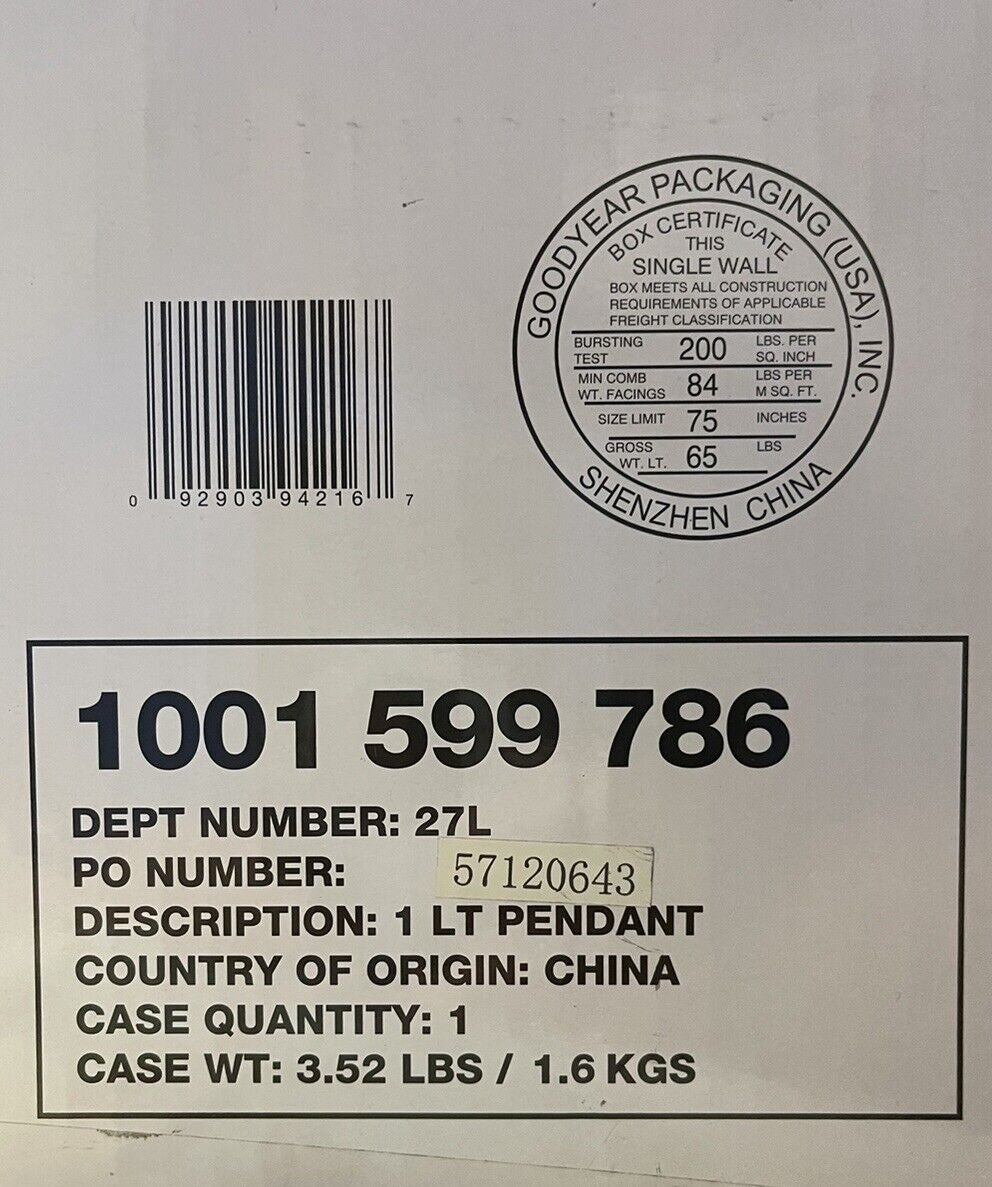 0 92903 94216 7
GOODYEAR PACKAGING (USA), INC.
BOX CERTIFICATE
THIS
SINGLE WALL
BOX MEETS ALL CONSTRUCTION
REQUIREMENTS OF APPLICABLE
FREIGHT CLASSIFICATION
BURSTING TEST 200 LBS. PER SQ. INCH
MIN COMB WT. FACINGS 84 LBS PER M SQ. FT.
SIZE LIMIT 75 INCHES
GROSS WT. LT. 65 LBS
SHENZHEN CHINA
1001 599 786
DEPT NUMBER: 27L
PO NUMBER: 57120643
DESCRIPTION: 1 LT PENDANT
COUNTRY OF ORIGIN: CHINA
CASE QUANTITY: 1
CASE WT: 3.52 LBS / 1.6 KGS